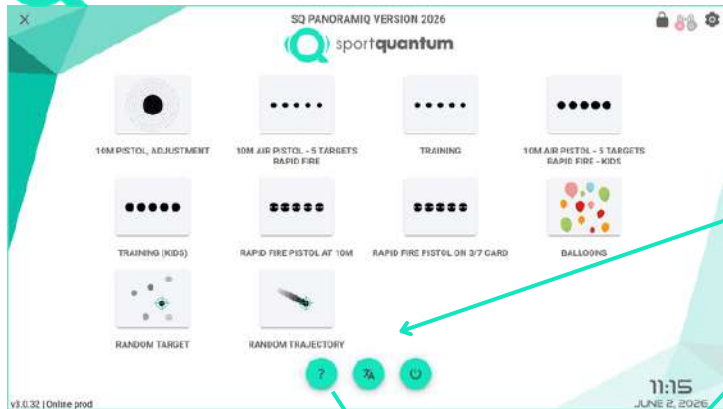 SQ PANORAMIQ VERSION 2026
sportquantum
10M PISTOL, ADJUSTMENT
10M AIR PISTOL - 5 TARGETS
RAPID FIRE
TRAINING
10M AIR PISTOL - 5 TARGETS
RAPID FIRE - KIDS
TRAINING (KIDS)
RAPID FIRE PISTOL AT 10M
RAPID FIRE PISTOL ON 3/7 CARD
BALLOONS
RANDOM TARGET
RANDOM TRAJECTORY
?
11:15
JUNE 2, 2026
v3.0.32 | Online prod